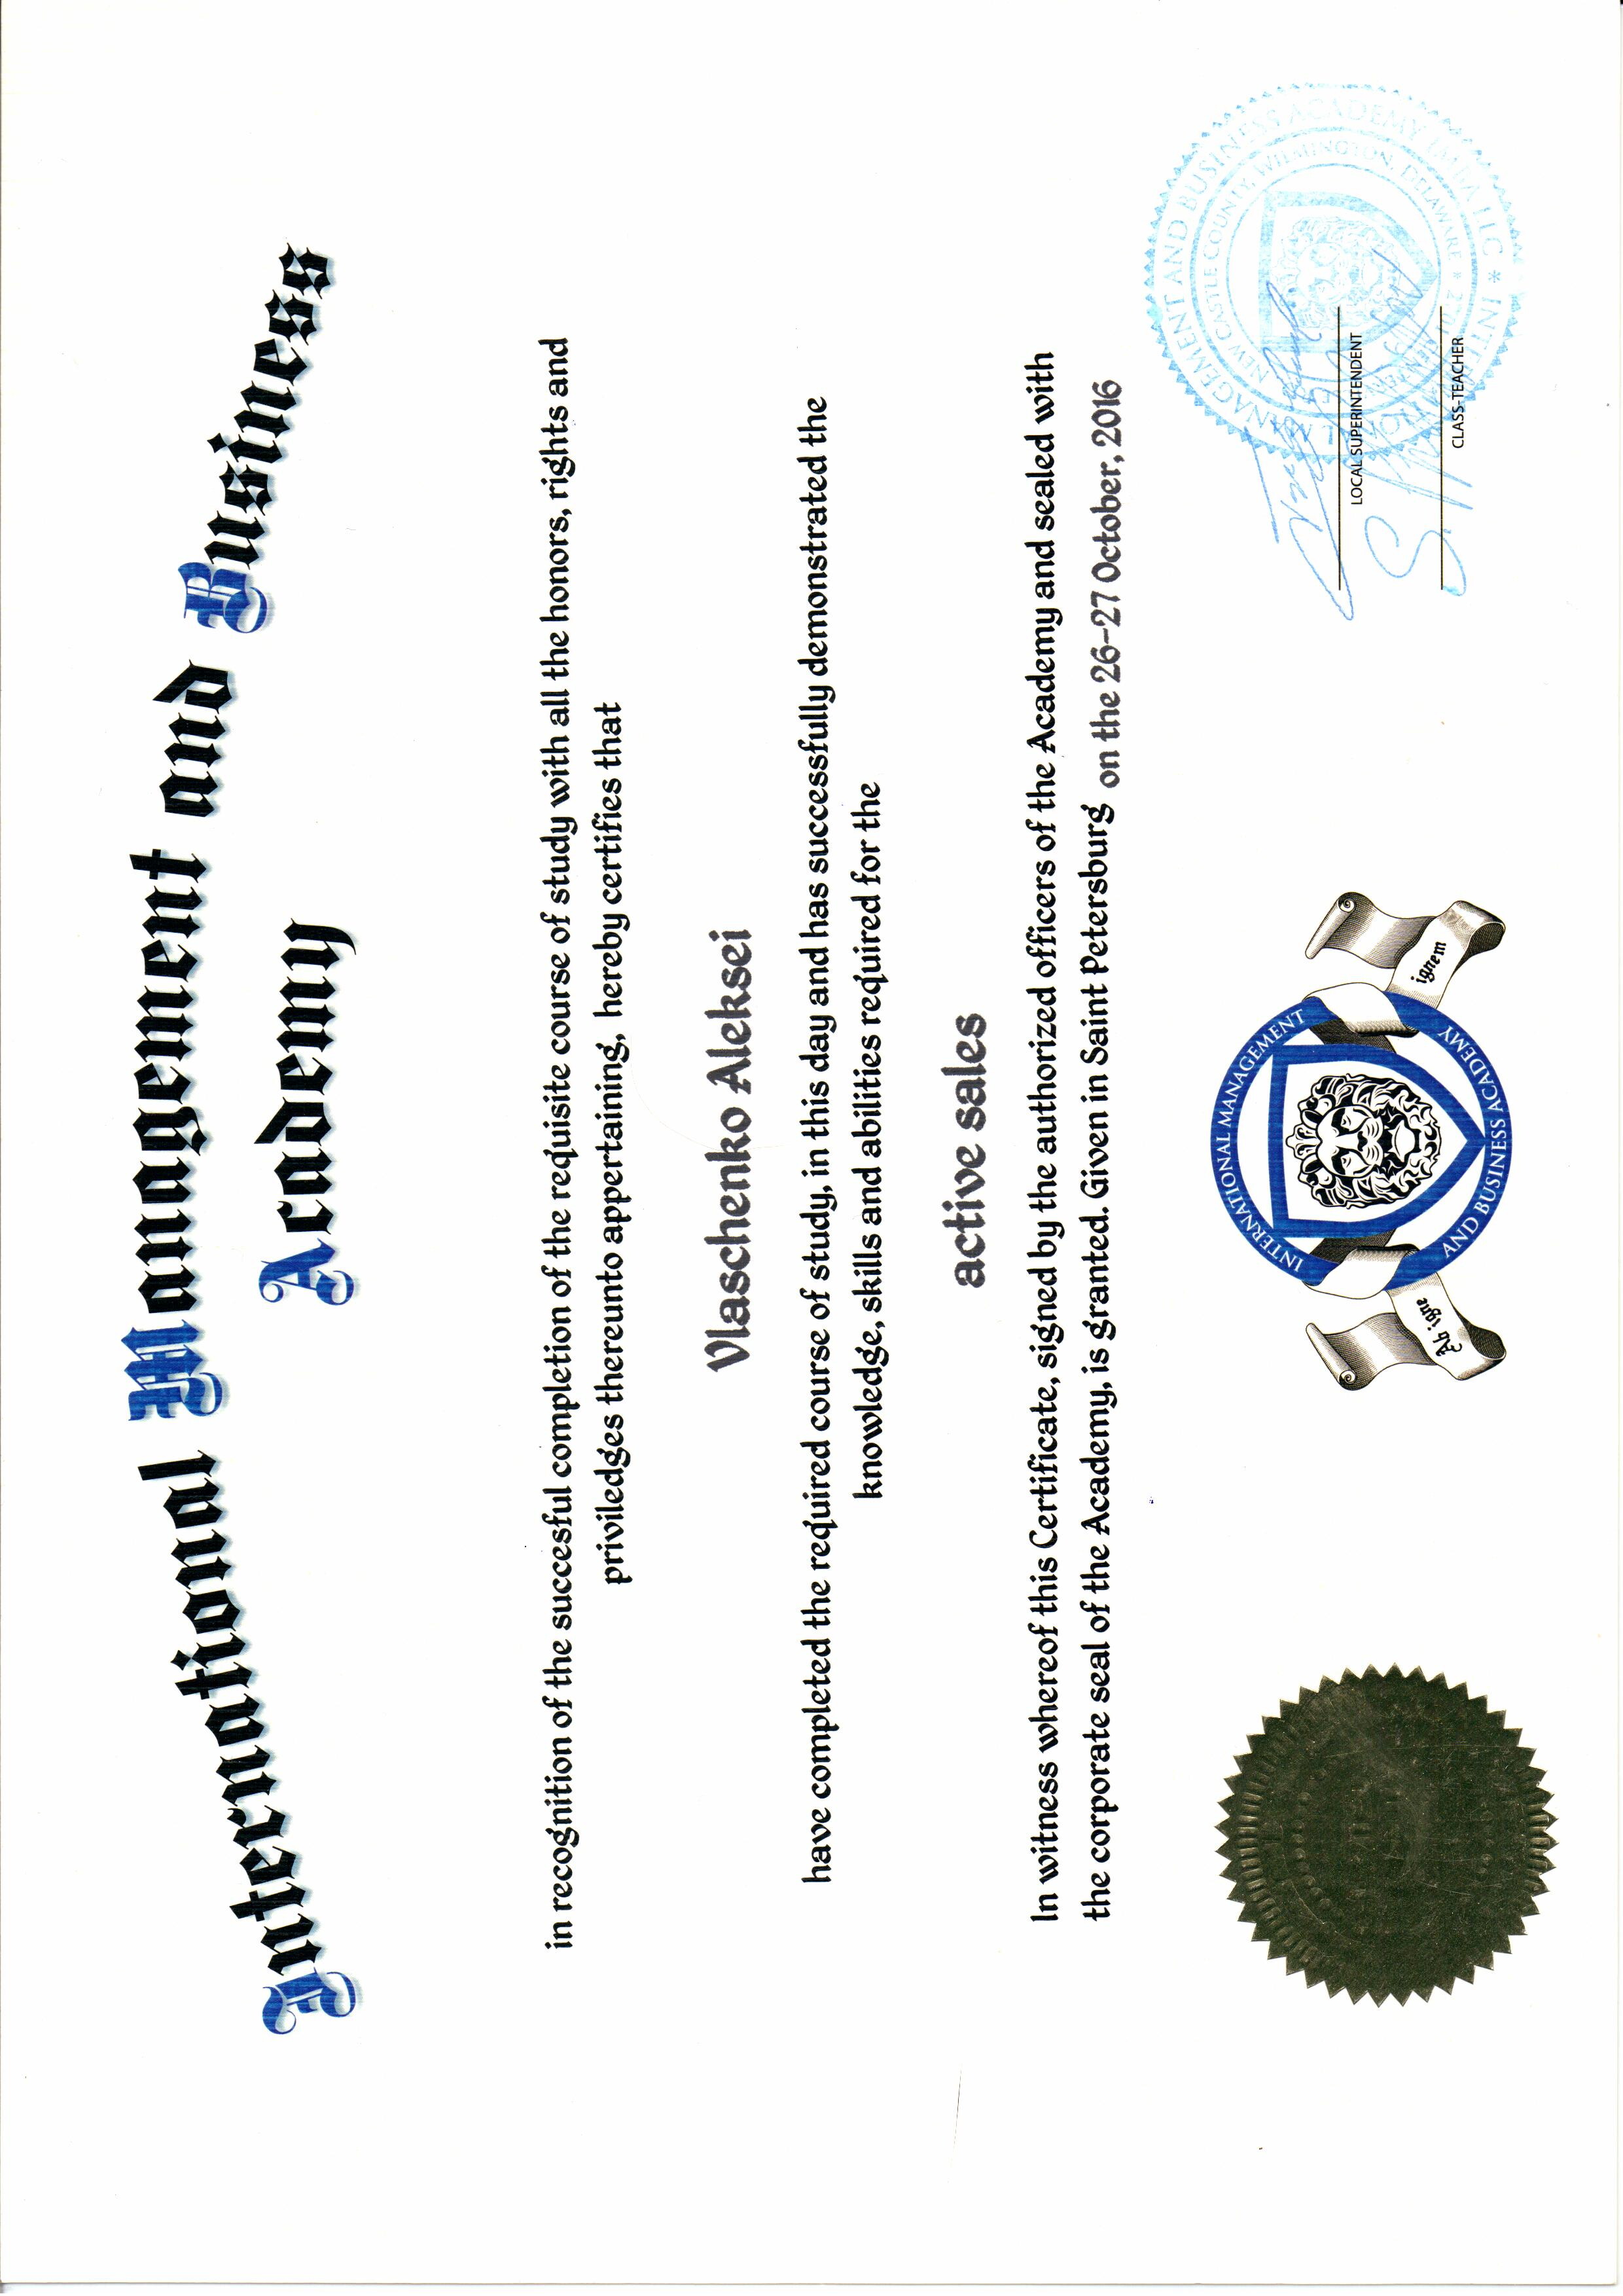 International Management and Business
Academy
in recognition of the succesful completion of the requisite course of study with all the honors, rights and
priviledges thereunto appertaining, hereby certifies that
Vlaschenko Aleksei
have completed the required course of study, in this day and has successfully demonstrated the
knowledge, skills and abilities required for the
active sales
In witness whereof this Certificate, signed by the authorized officers of the Academy and sealed with
the corporate seal of the Academy, is granted. Given in Saint Petersburg on the 26-27 October, 2016
INTERNATIONAL MANAGEMENT
AND BUSINESS ACADEMY
Ab igne
ignem
LOCAL SUPERINTENDENT
CLASS-TEACHER
MANAGEMENT AND BUSINESS ACADEMY
NEW CASTLE COUNTY, WILMINGTON, DELAWARE